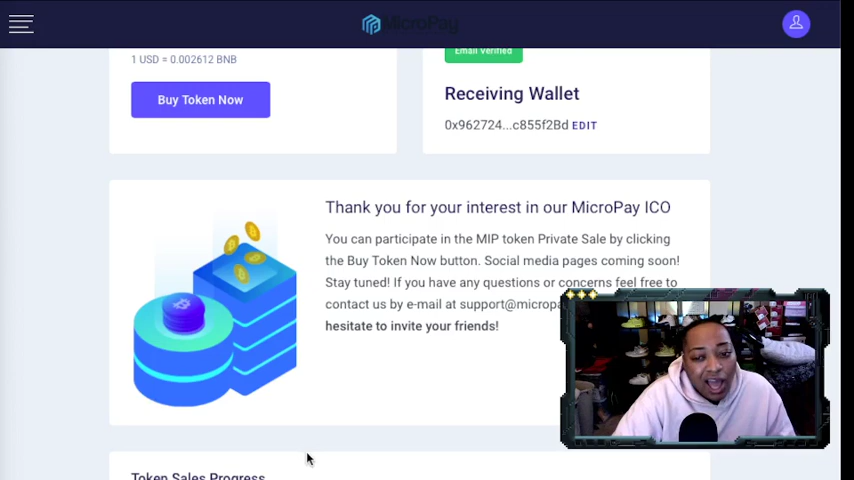 MicroPay
1 USD = 0.002612 BNB
Buy Token Now
Email Verified
Receiving Wallet
0x962724...c855f2Bd EDIT
Thank you for your interest in our MicroPay ICO
You can participate in the MIP token Private Sale by clicking
the Buy Token Now button. Social media pages coming soon!
Stay tuned! If you have any questions or concerns feel free to
contact us by e-mail at support@micropa
hesitate to invite your friends!
Token Sales Progress